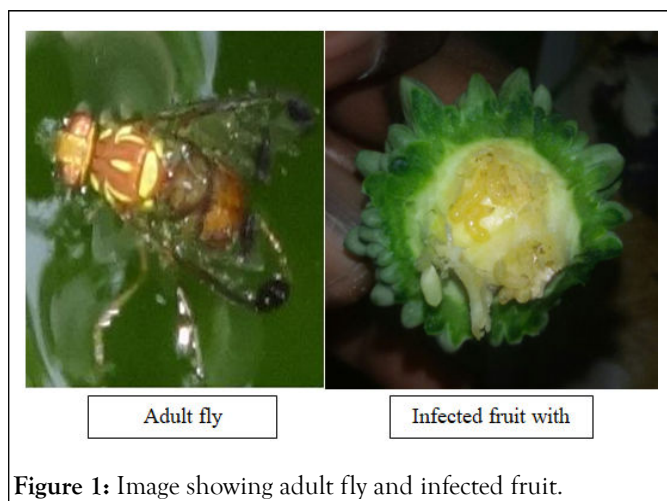 Adult fly
Infected fruit with
Figure 1: Image showing adult fly and infected fruit.